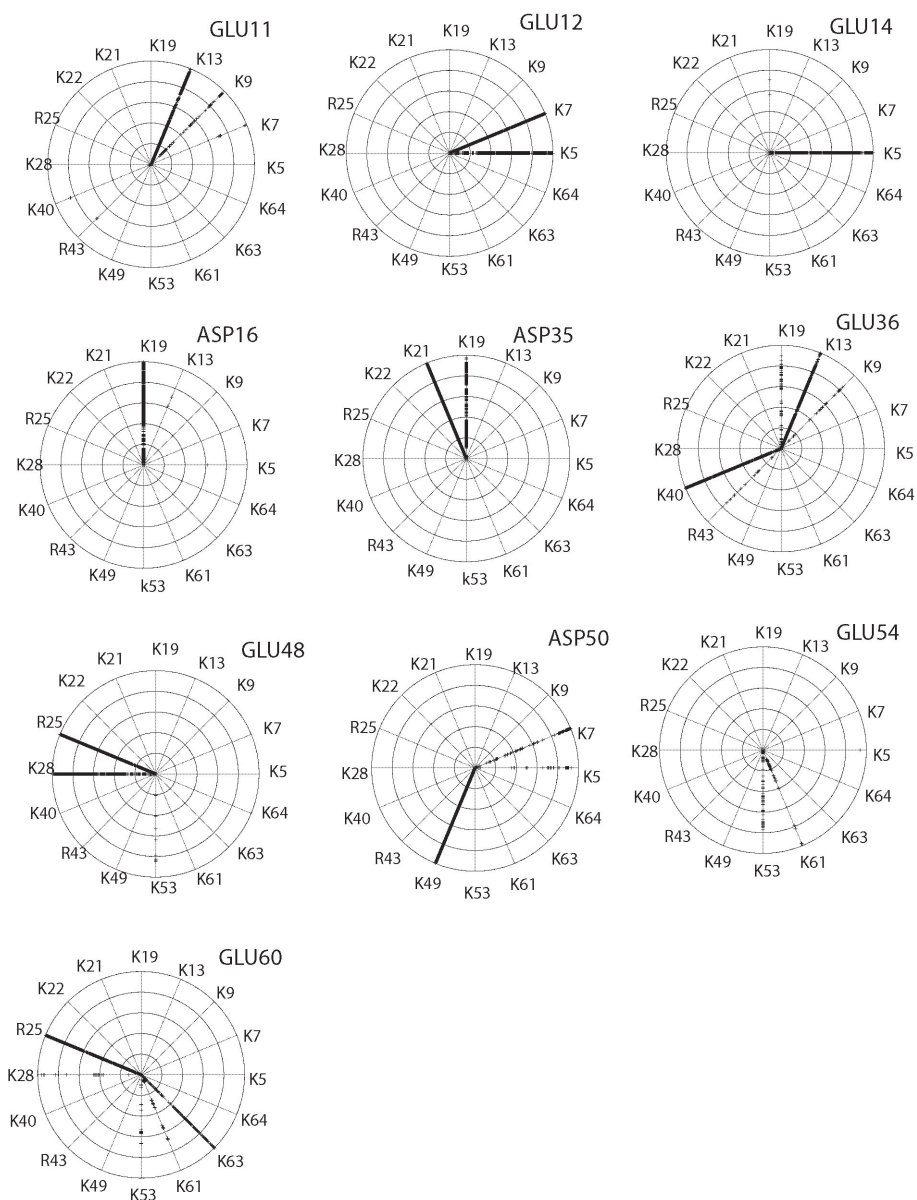 GLU11
K19
K21 K13
K22 K9
R25 K7
K28 K5
K40 K64
R43 K63
K49 K61
K53
GLU12
K19
K21 K13
K22 K9
R25 K7
K28 K5
K40 K64
R43 K63
K49 K61
K53
GLU14
K19
K21 K13
K22 K9
R25 K7
K28 K5
K40 K64
R43 K63
K49 K61
K53
ASP16
K19
K21 K13
K22 K9
R25 K7
K28 K5
K40 K64
R43 K63
K49 K61
k53
ASP35
K19
K21 K13
K22 K9
R25 K7
K28 K5
K40 K64
R43 K63
K49 K61
k53
GLU36
K19
K21 K13
K22 K9
R25 K7
K28 K5
K40 K64
R43 K63
K49 K61
K53
GLU48
K19
K21 K13
K22 K9
R25 K7
K28 K5
K40 K64
R43 K63
K49 K61
K53
ASP50
K19
K21 K13
K22 K9
R25 K7
K28 K5
K40 K64
R43 K63
K49 K61
K53
GLU54
K19
K21 K13
K22 K9
R25 K7
K28 K5
K40 K64
R43 K63
K49 K61
K53
GLU60
K19
K21 K13
K22 K9
R25 K7
K28 K5
K40 K64
R43 K63
K49 K61
K53